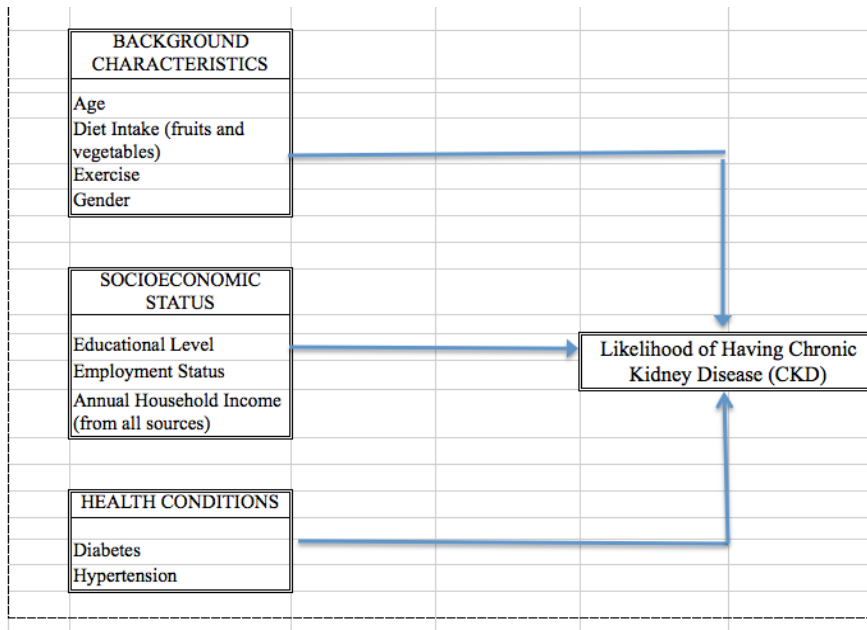 BACKGROUND
CHARACTERISTICS
Age
Diet Intake (fruits and
vegetables)
Exercise
Gender
SOCIOECONOMIC
STATUS
Educational Level
Employment Status
Annual Household Income
(from all sources)
HEALTH CONDITIONS
Diabetes
Hypertension
Likelihood of Having Chronic
Kidney Disease (CKD)